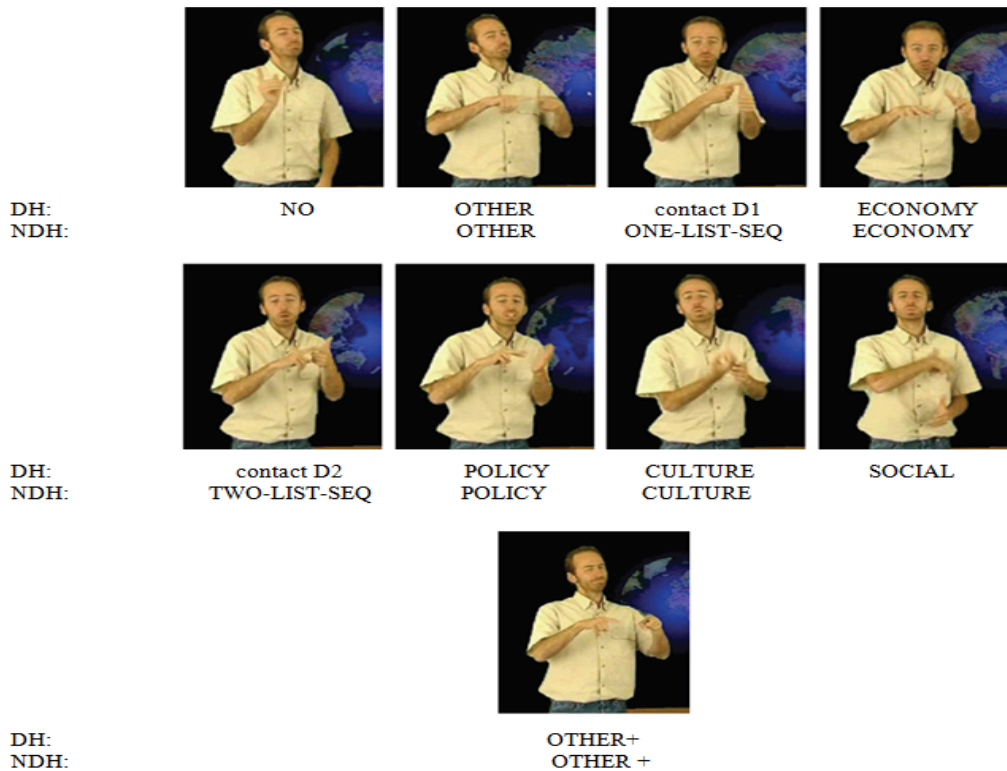 DH: NO OTHER contact D1 ECONOMY
NDH: OTHER ONE-LIST-SEQ ECONOMY
DH: contact D2 POLICY CULTURE SOCIAL
NDH: TWO-LIST-SEQ POLICY CULTURE
DH: OTHER+
NDH: OTHER +